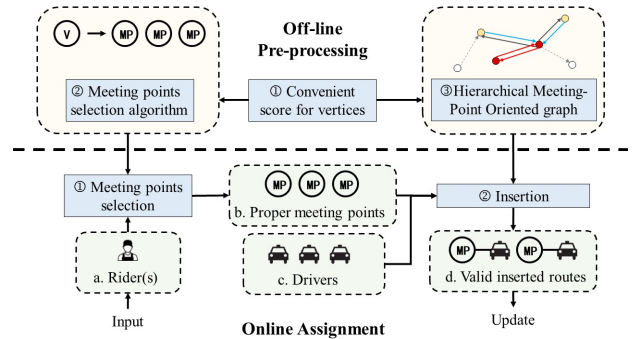 V MP MP MP
Off-line
Pre-processing
② Meeting points
selection algorithm
① Convenient
score for vertices
③Hierarchical Meeting-
Point Oriented graph
① Meeting points
selection
MP MP MP
b. Proper meeting points
② Insertion
a. Rider(s)
c. Drivers
MP MP
d. Valid inserted routes
Input
Online Assignment
Update